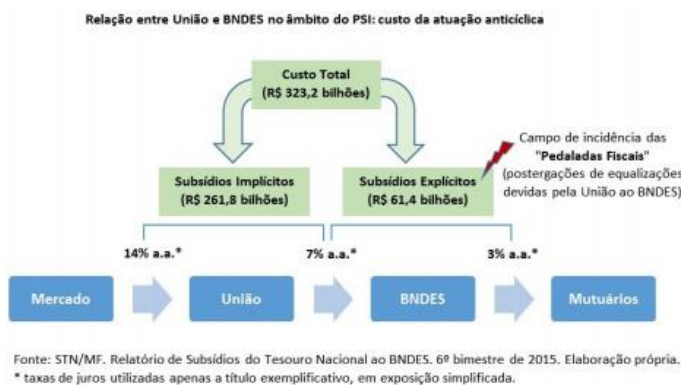 Relação entre União e BNDES no âmbito do PSI: custo da atuação anticíclica
Custo Total
(R$ 323,2 bilhões)
Campo de incidência das
"Pedaladas Fiscais"
(postergações de equalizações
devidas pela União ao BNDES)
Subsídios Implícitos
(R$ 261,8 bilhões)
Subsídios Explícitos
(R$ 61,4 bilhões)
14% a.a.*
7% a.a.*
3% a.a.*
Mercado
União
BNDES
Mutuários
Fonte: STN/MF. Relatório de Subsídios do Tesouro Nacional ao BNDES. 6º bimestre de 2015. Elaboração própria.
* taxas de juros utilizadas apenas a título exemplificativo, em exposição simplificada.